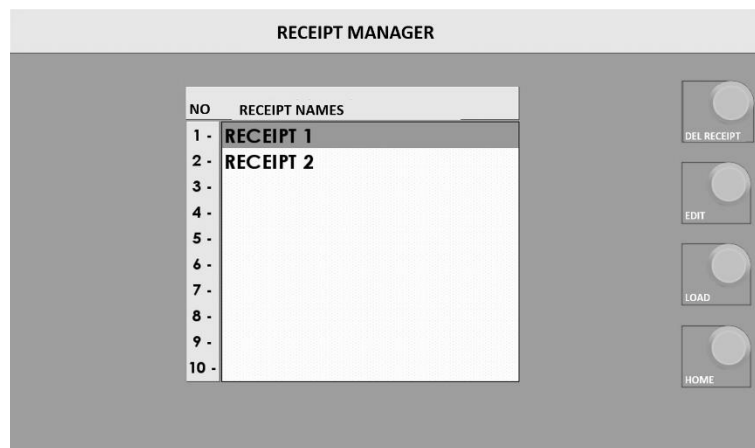 RECEIPT MANAGER
NO RECEIPT NAMES
1 - RECEIPT 1
2 - RECEIPT 2
3 -
4 -
5 -
6 -
7 -
8 -
9 -
10 -
DEL RECEIPT
EDIT
LOAD
HOME